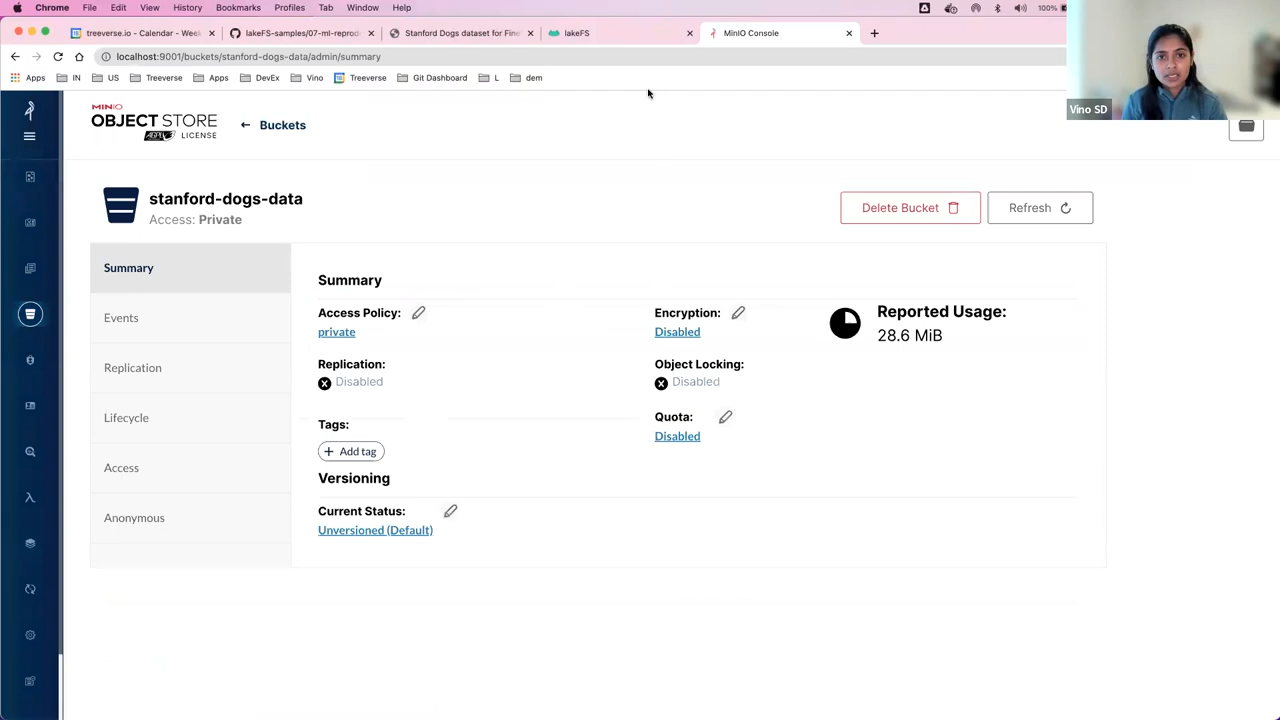 Chrome File Edit View History Bookmarks Profiles Tab Window Help 100%
treeverse.io - Calendar - Week
lakeFS-samples/07-ml-reprod
Stanford Dogs dataset for Fine
lakeFS
MinIO Console
localhost:9001/buckets/stanford-dogs-data/admin/summary
Apps IN US Treeverse Apps DevEx Vino Treeverse Git Dashboard L dem
Vino SD
MINIO
OBJECT STORE
AGPL LICENSE
← Buckets
stanford-dogs-data
Access: Private
Delete Bucket
Refresh
Summary
Events
Replication
Lifecycle
Access
Anonymous
Summary
Access Policy:
private
Encryption:
Disabled
Reported Usage:
28.6 MiB
Replication:
Disabled
Object Locking:
Disabled
Tags:
+ Add tag
Quota:
Disabled
Versioning
Current Status:
Unversioned (Default)